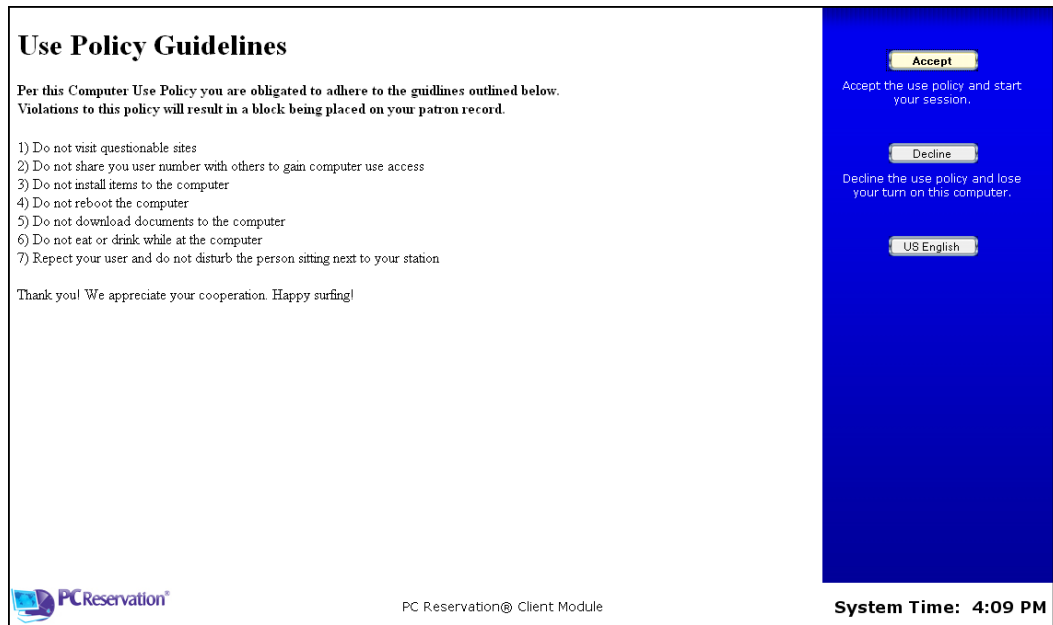 Use Policy Guidelines
Per this Computer Use Policy you are obligated to adhere to the guidlines outlined below.
Violations to this policy will result in a block being placed on your patron record.
1) Do not visit questionable sites
2) Do not share you user number with others to gain computer use access
3) Do not install items to the computer
4) Do not reboot the computer
5) Do not download documents to the computer
6) Do not eat or drink while at the computer
7) Repect your user and do not disturb the person sitting next to your station
Thank you! We appreciate your cooperation. Happy surfing!
Accept
Accept the use policy and start
your session.
Decline
Decline the use policy and lose
your turn on this computer.
US English
PCReservation®
PC Reservation® Client Module
System Time: 4:09 PM